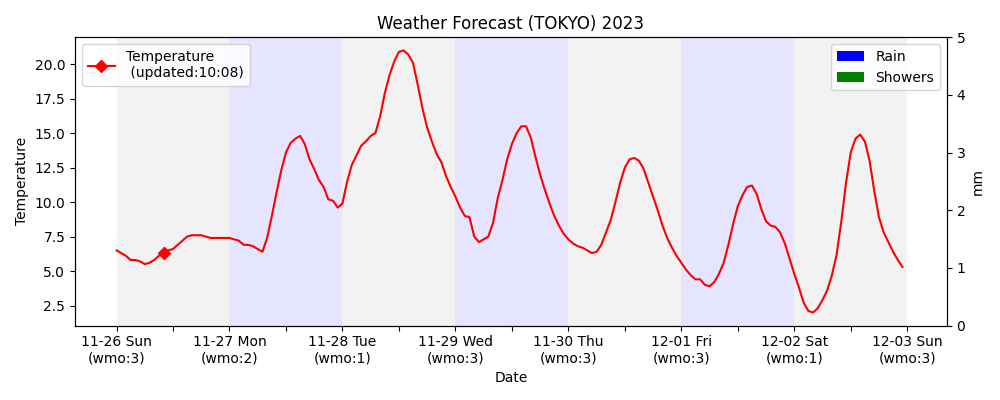 Weather Forecast (TOKYO) 2023
Temperature
(updated:10:08)
Rain
Showers
20.0
17.5
15.0
12.5
10.0
7.5
5.0
2.5
Temperature
5
4
3
2
1
0
mm
11-26 Sun
(wmo:3)
11-27 Mon
(wmo:2)
11-28 Tue
(wmo:1)
11-29 Wed
(wmo:3)
11-30 Thu
(wmo:3)
12-01 Fri
(wmo:3)
12-02 Sat
(wmo:1)
12-03 Sun
(wmo:3)
Date